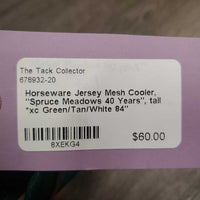 The Tack Collector
676932-20
Horseware Jersey Mesh Cooler,
"Spruce Meadows 40 Years", tall
*xc Green/Tan/White 84"
$60.00
8XEKG4